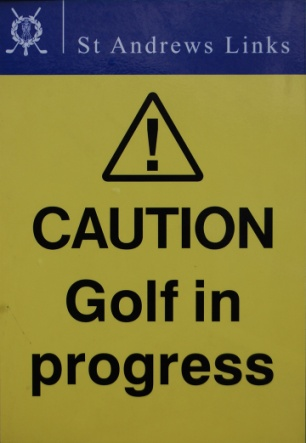 St Andrews Links
CAUTION
Golf in
progress